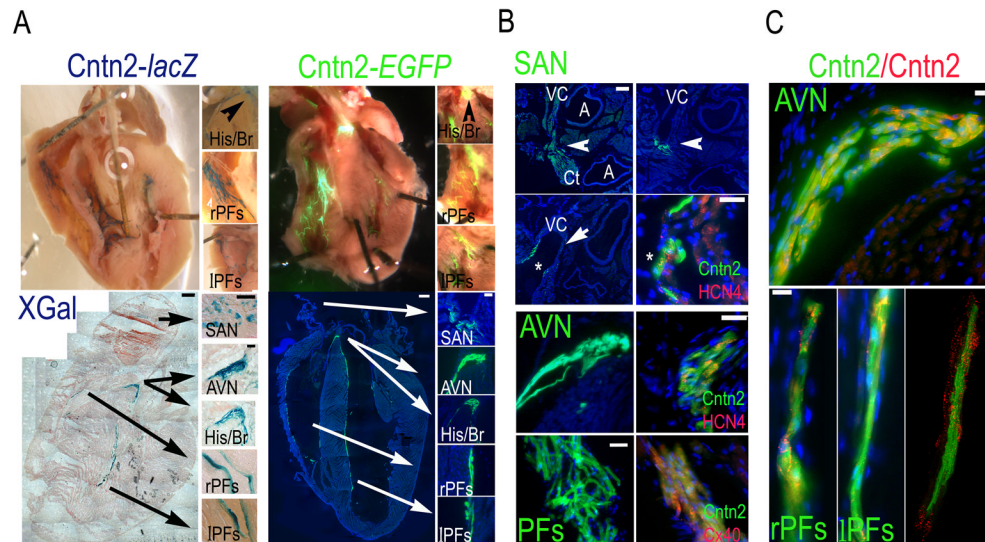 A
Cntn2-lacZ
Cntn2-EGFP
His/Br
rPFs
lPFs
His/Br
rPFs
lPFs
XGal
SAN
AVN
His/Br
rPFs
lPFs
SAN
AVN
His/Br
rPFs
lPFs
B
SAN
VC
A
Ct
A
VC
VC
*
*
Cntn2
HCN4
AVN
Cntn2
HCN4
PFs
Cntn2
Cx40
C
Cntn2/Cntn2
AVN
rPFs
lPFs